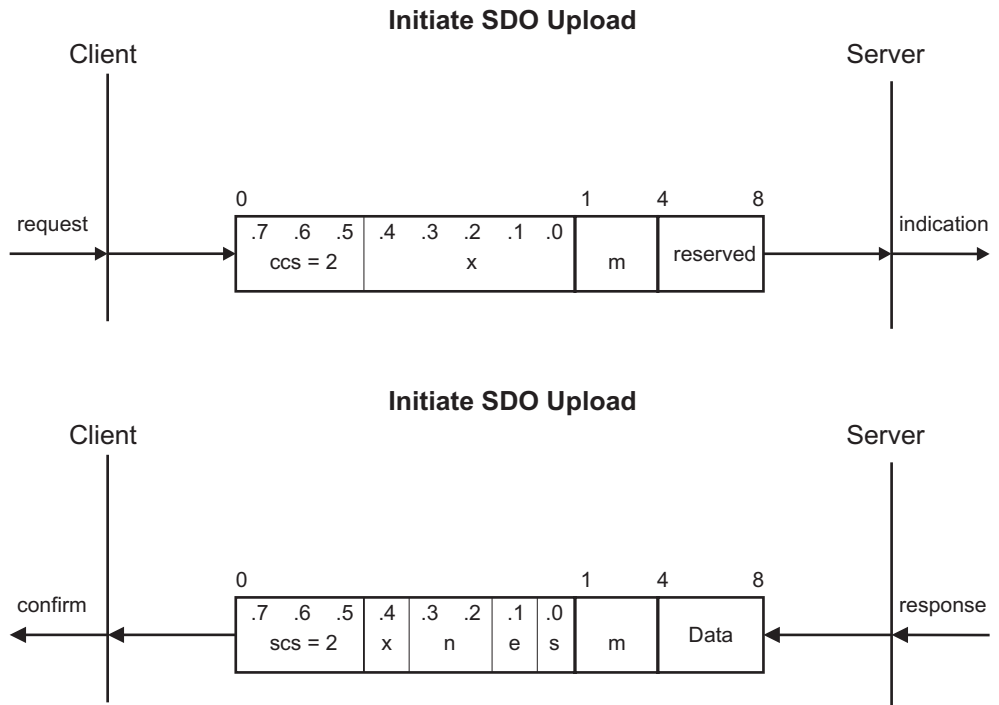 Initiate SDO Upload
Client Server
0 1 4 8
request .7 .6 .5 .4 .3 .2 .1 .0 indication
ccs = 2 x m reserved
Initiate SDO Upload
Client Server
0 1 4 8
confirm .7 .6 .5 .4 .3 .2 .1 .0 response
scs = 2 x n e s m Data